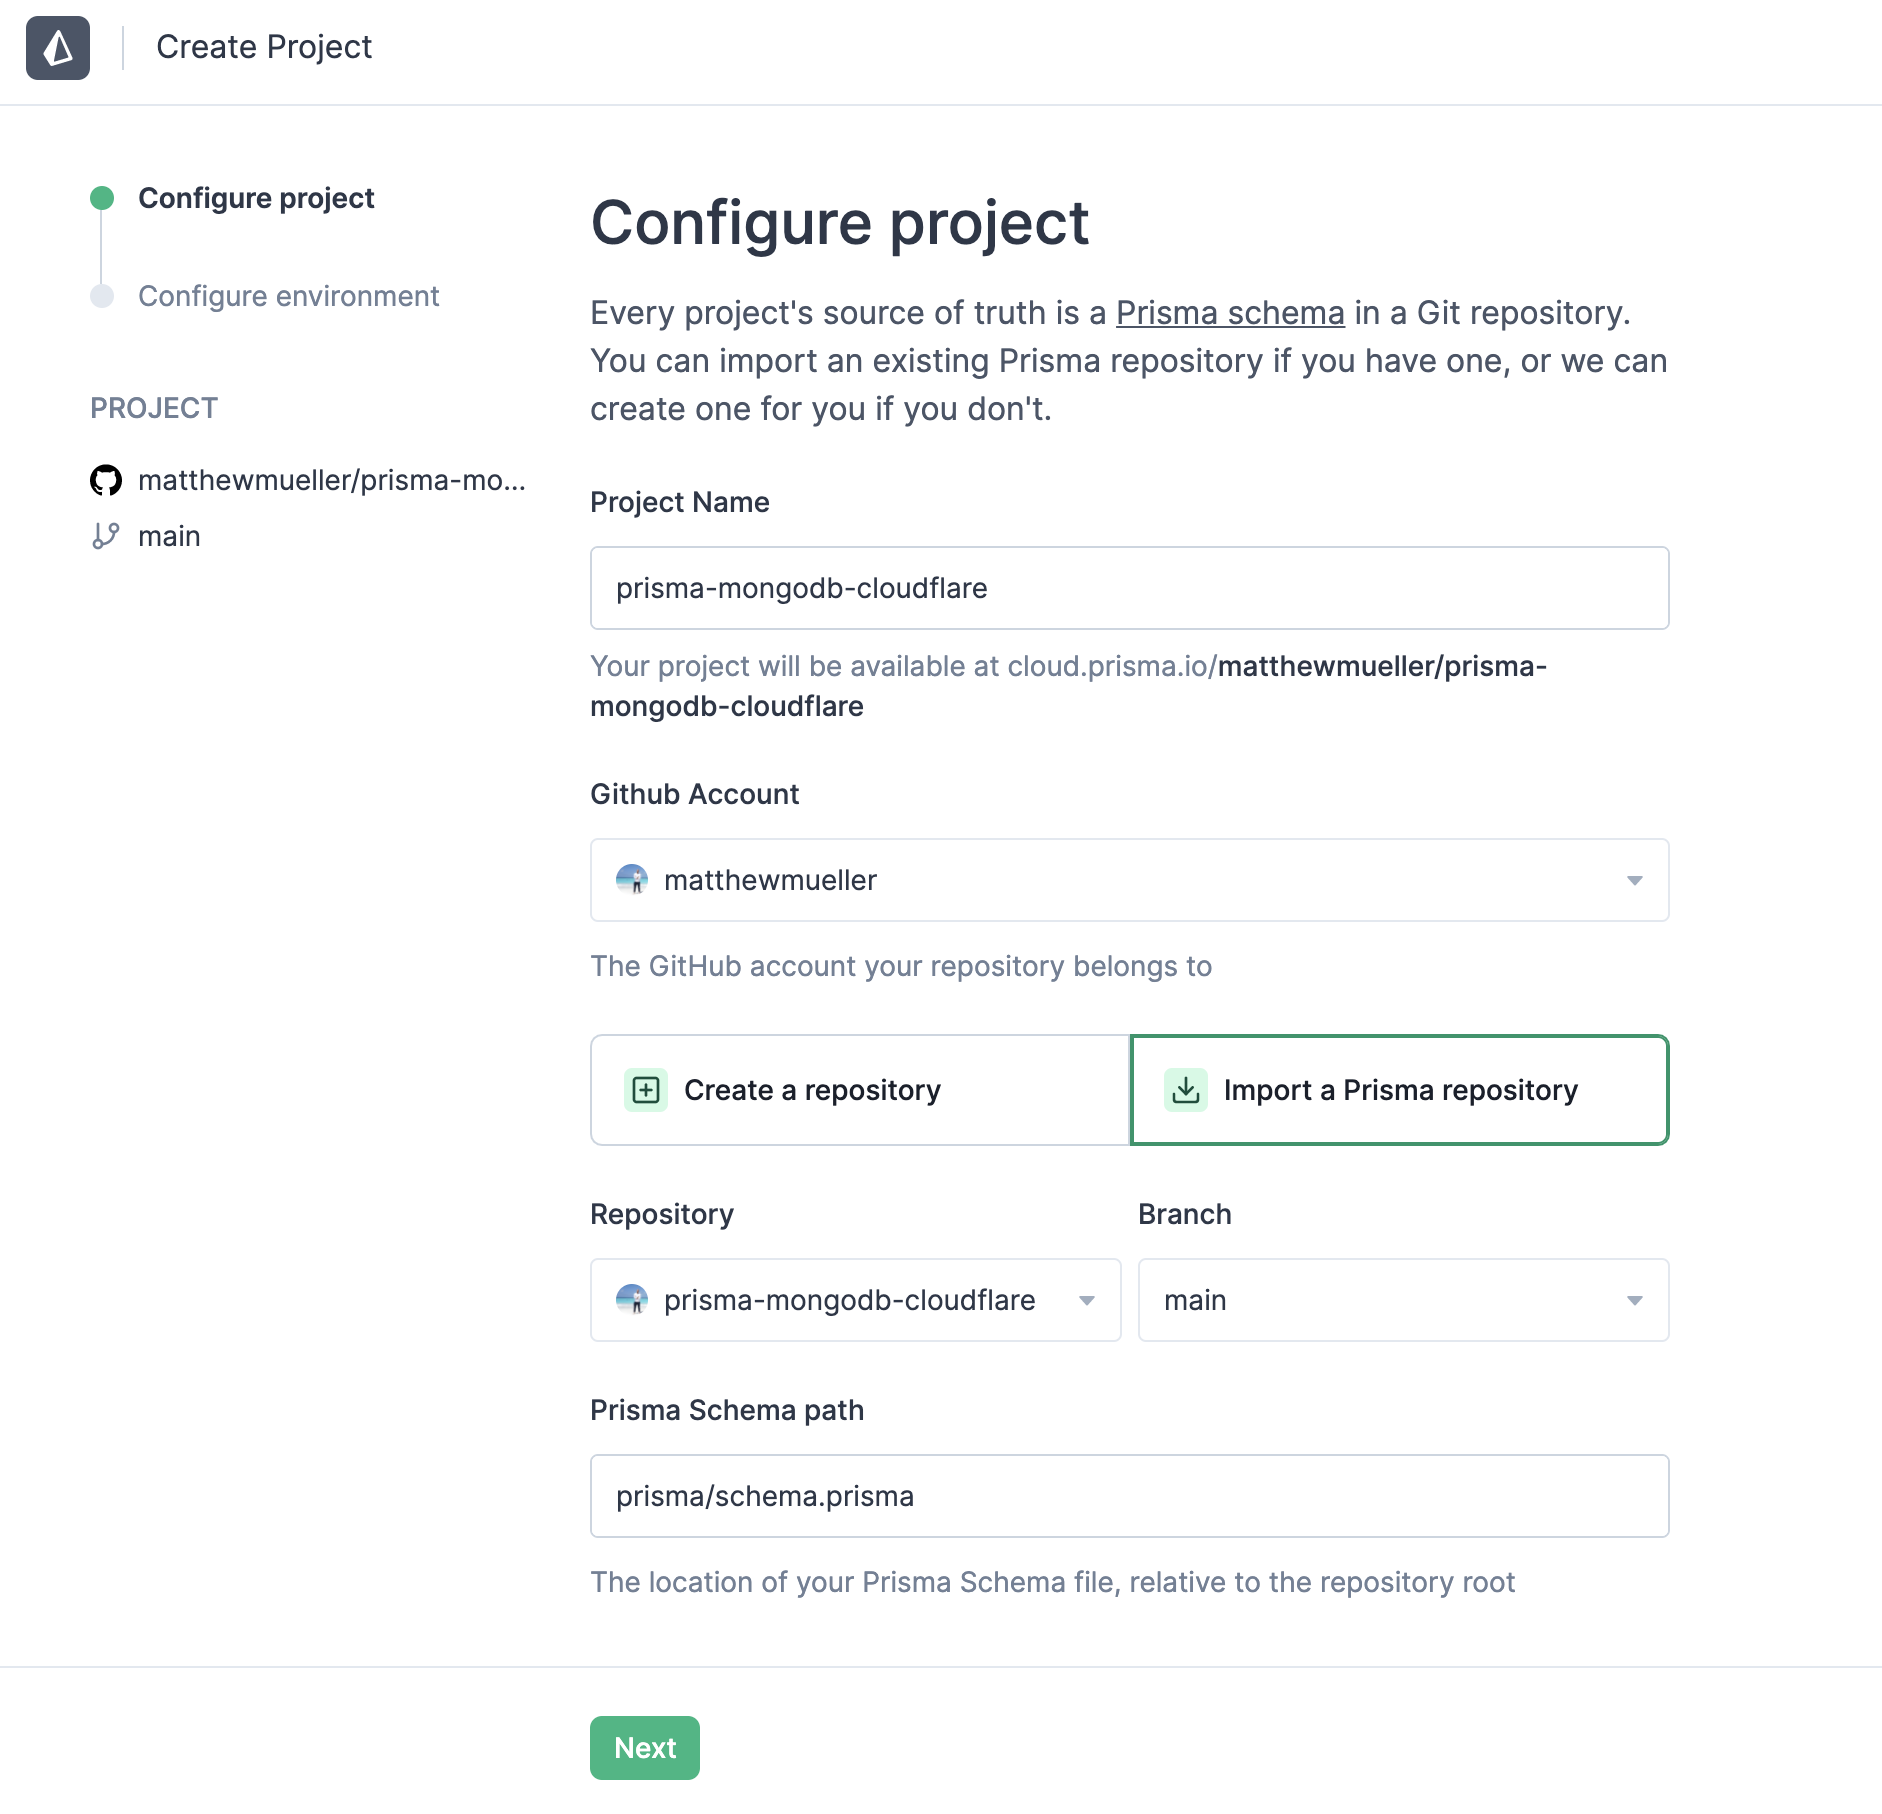 Create Project
Configure project
Configure environment
PROJECT
matthewmueller/prisma-mo...
main
Configure project
Every project's source of truth is a Prisma schema in a Git repository.
You can import an existing Prisma repository if you have one, or we can
create one for you if you don't.
Project Name
prisma-mongodb-cloudflare
Your project will be available at cloud.prisma.io/matthewmueller/prisma-
mongodb-cloudflare
Github Account
matthewmueller
The GitHub account your repository belongs to
Create a repository
Import a Prisma repository
Repository
Branch
prisma-mongodb-cloudflare
main
Prisma Schema path
prisma/schema.prisma
The location of your Prisma Schema file, relative to the repository root
Next